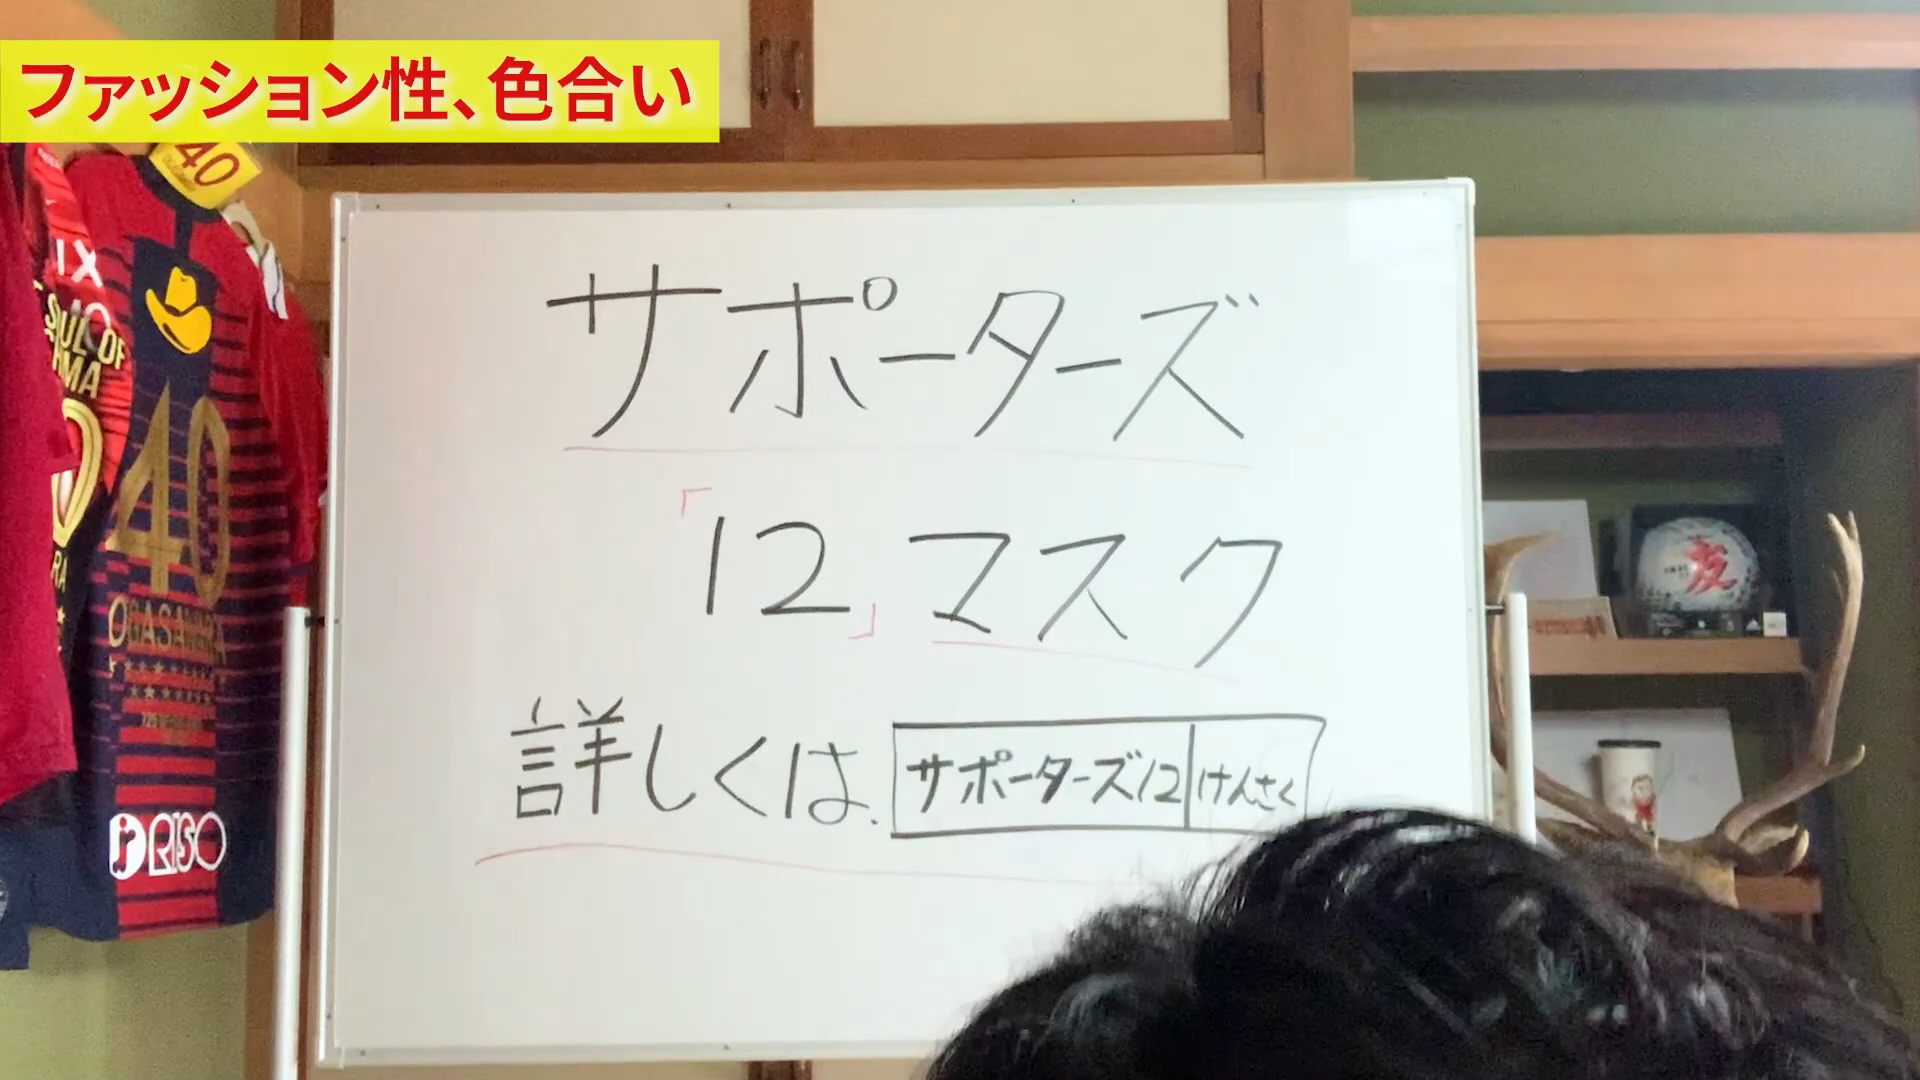 ファッション性、色合い
40
サポーターズ
「12」マスク
詳しくは.
サポーターズ12 けんさく
IX
40
SOUL OF
40
OGASAWARA
RISO